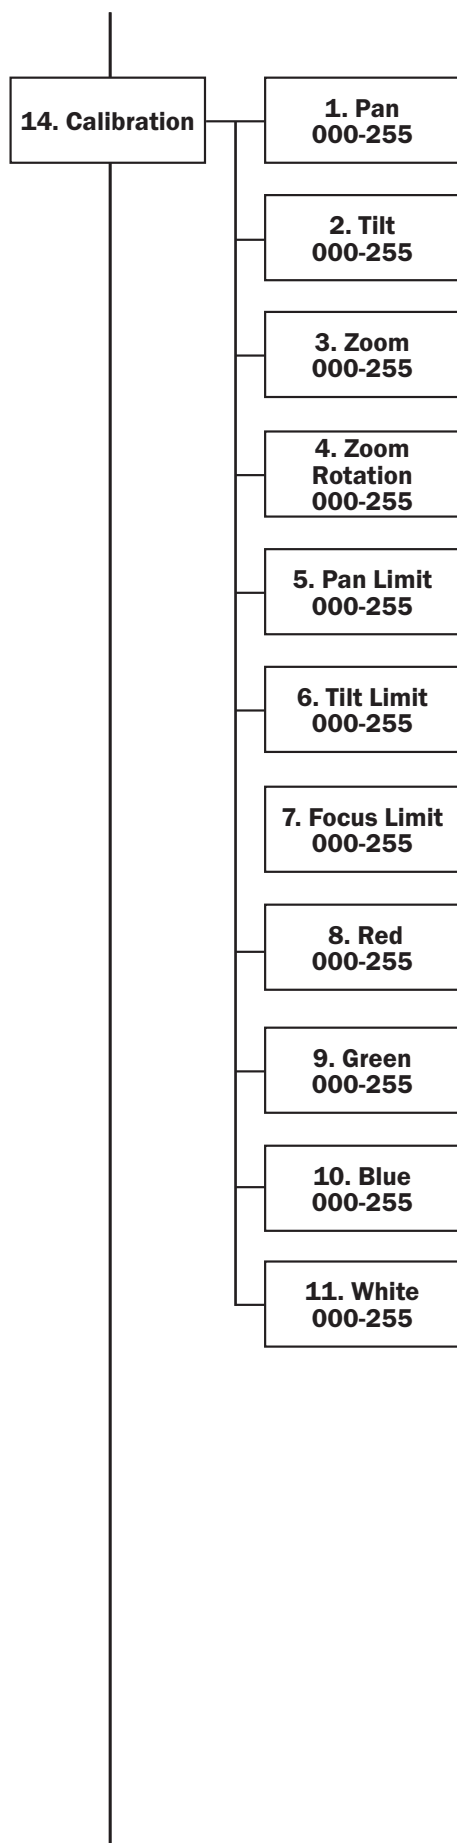 14. Calibration
1. Pan
000-255
2. Tilt
000-255
3. Zoom
000-255
4. Zoom
Rotation
000-255
5. Pan Limit
000-255
6. Tilt Limit
000-255
7. Focus Limit
000-255
8. Red
000-255
9. Green
000-255
10. Blue
000-255
11. White
000-255